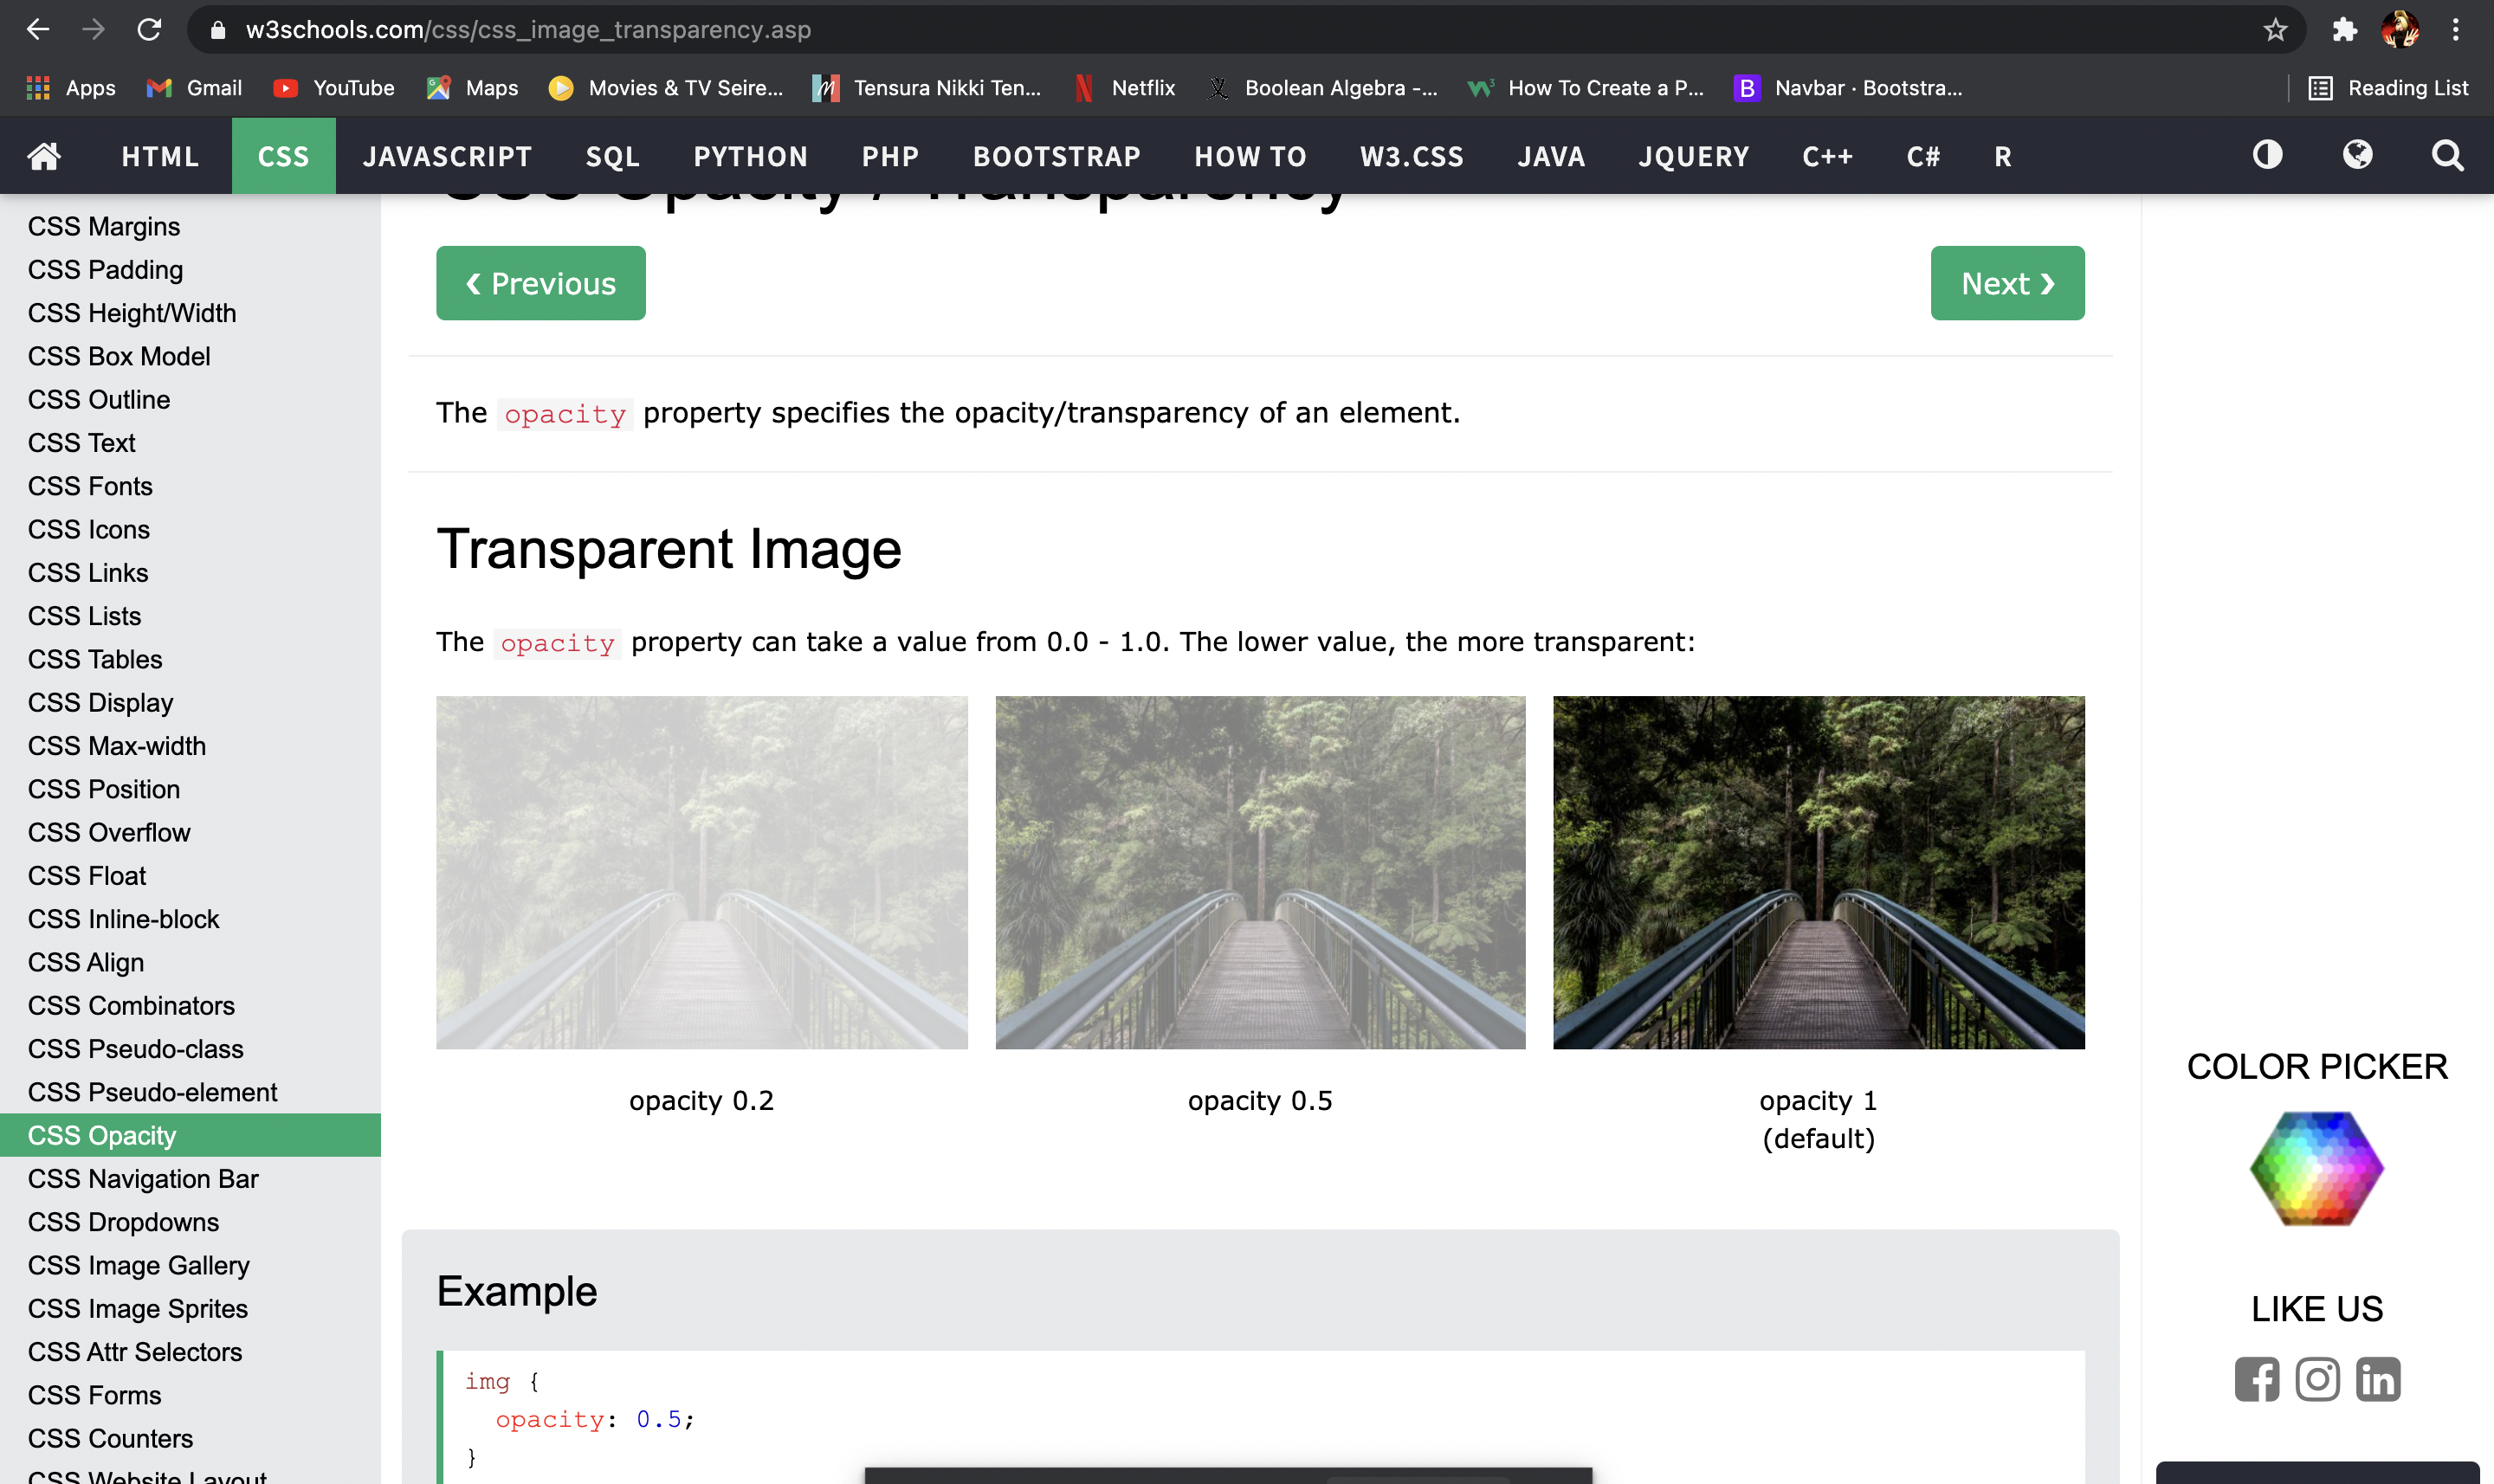 w3schools.com/css/css_image_transparency.asp
Apps Gmail YouTube Maps Movies & TV Seire... Tensura Nikki Ten... Netflix Boolean Algebra -... How To Create a P... Navbar · Bootstra... Reading List
HTML CSS JAVASCRIPT SQL PYTHON PHP BOOTSTRAP HOW TO W3.CSS JAVA JQUERY C++ C# R
CSS Margins
CSS Padding
CSS Height/Width
CSS Box Model
CSS Outline
CSS Text
CSS Fonts
CSS Icons
CSS Links
CSS Lists
CSS Tables
CSS Display
CSS Max-width
CSS Position
CSS Overflow
CSS Float
CSS Inline-block
CSS Align
CSS Combinators
CSS Pseudo-class
CSS Pseudo-element
CSS Opacity
CSS Navigation Bar
CSS Dropdowns
CSS Image Gallery
CSS Image Sprites
CSS Attr Selectors
CSS Forms
CSS Counters
CSS Website Layout
CSS Opacity / Transparency
❮ Previous
Next ❯
The opacity property specifies the opacity/transparency of an element.
Transparent Image
The opacity property can take a value from 0.0 - 1.0. The lower value, the more transparent:
opacity 0.2
opacity 0.5
opacity 1
(default)
Example
img {
opacity: 0.5;
}
COLOR PICKER
LIKE US